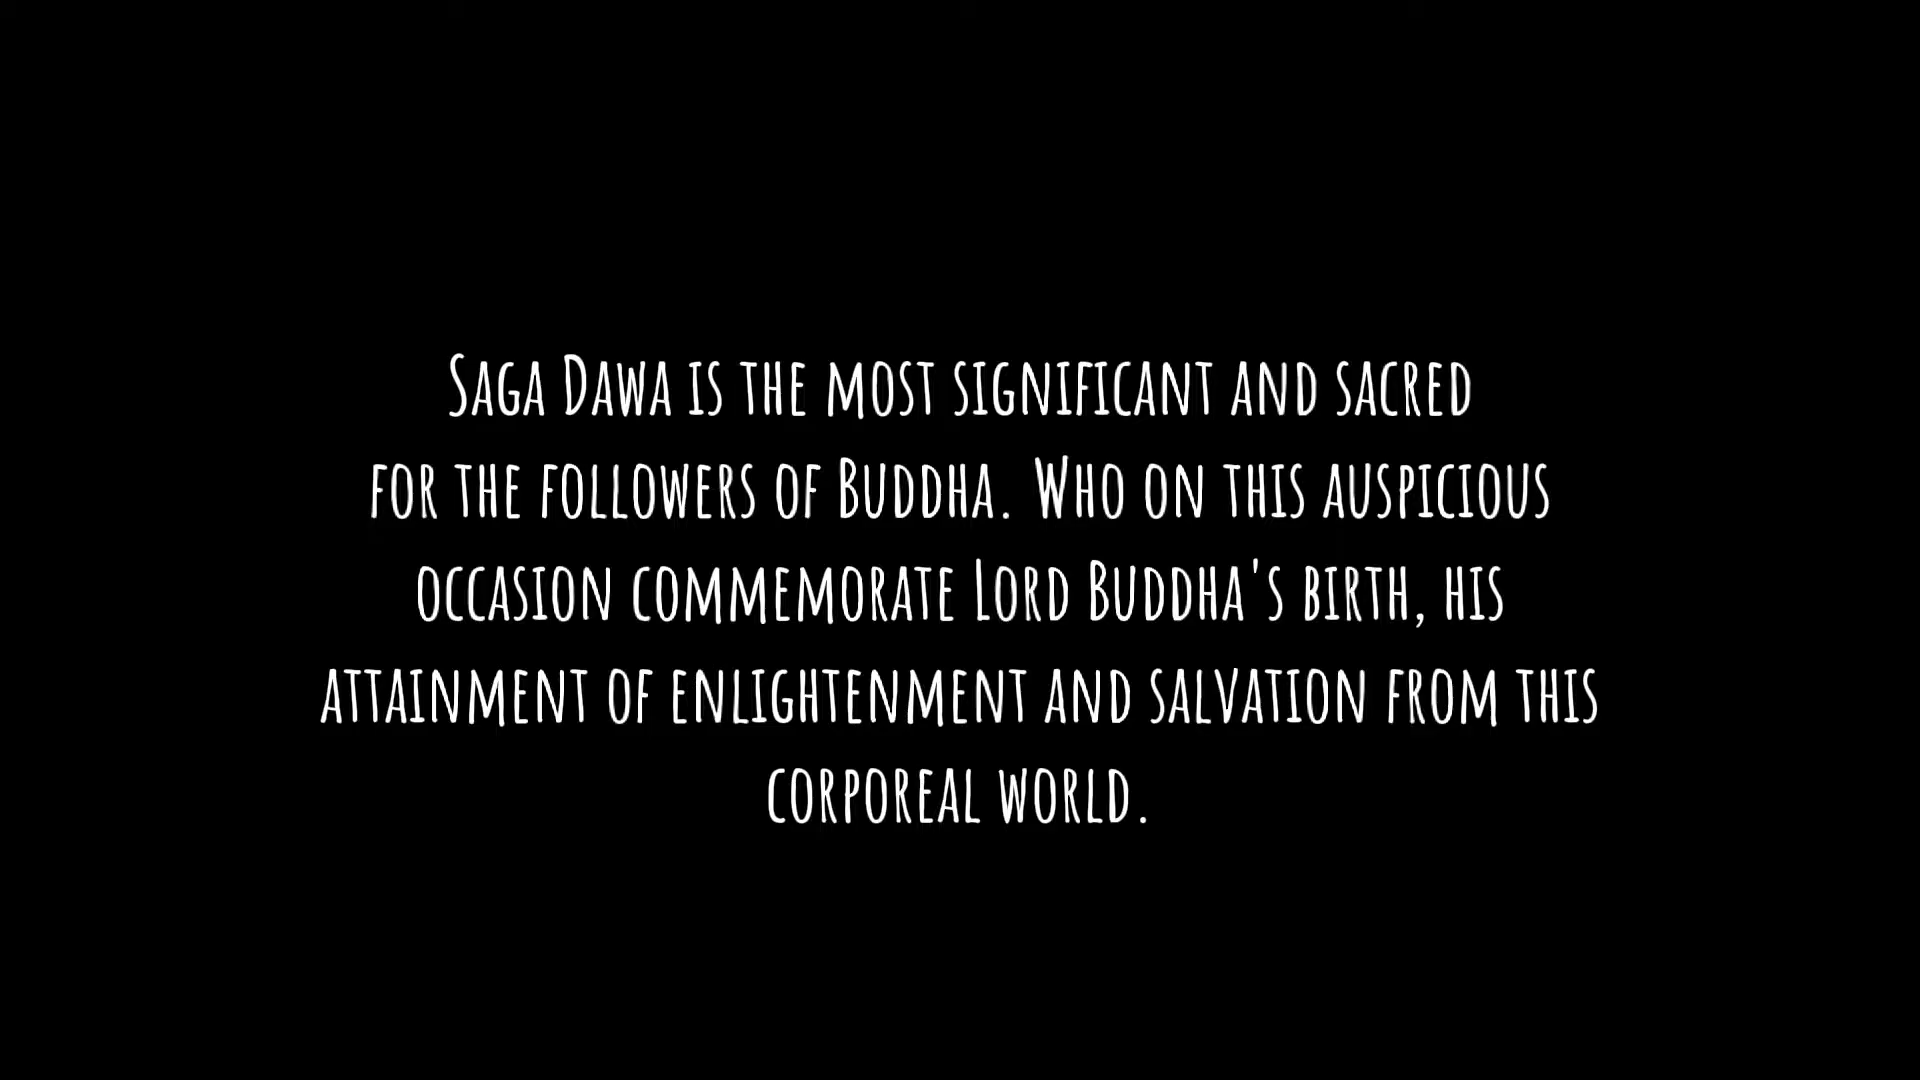 Saga Dawa is the most significant and sacred
for the followers of Buddha. Who on this auspicious
occasion commemorate Lord Buddha's birth, his
attainment of enlightenment and salvation from this
corporeal world.